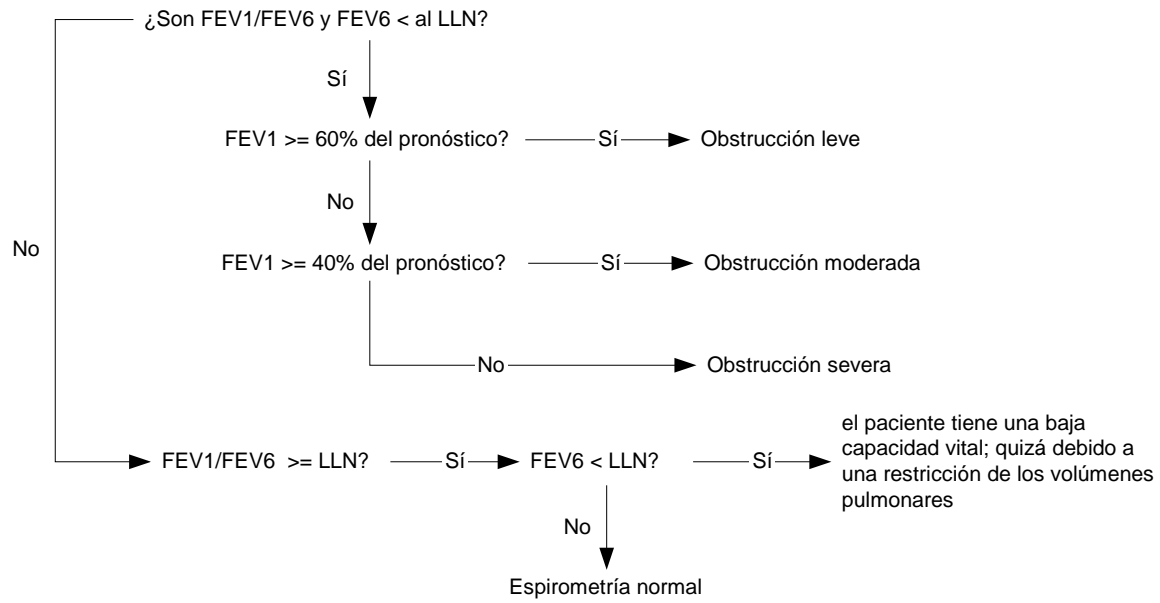 ¿Son FEV1/FEV6 y FEV6 < al LLN?
Sí
FEV1 >= 60% del pronóstico?
Sí
Obstrucción leve
No
No
FEV1 >= 40% del pronóstico?
Sí
Obstrucción moderada
No
Obstrucción severa
FEV1/FEV6 >= LLN?
Sí
FEV6 < LLN?
Sí
el paciente tiene una baja
capacidad vital; quizá debido a
una restricción de los volúmenes
pulmonares
No
Espirometría normal